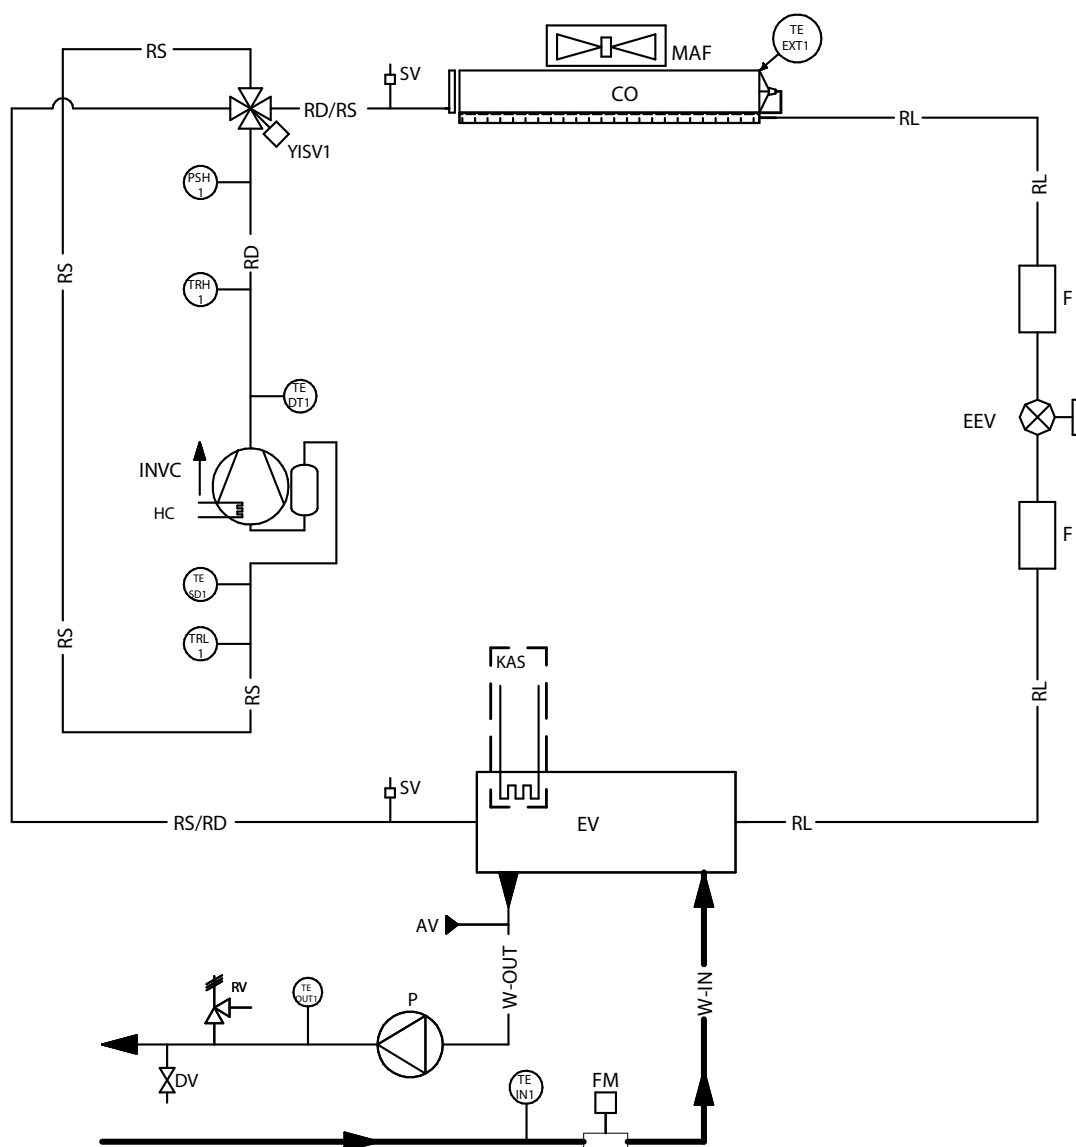 TE
EXT1
RS
MAF
SV
CO
RD/RS
RL
YISV1
PSH
1
RL
RD
RS
TRH
1
F
TE
DT1
EEV
INVC
HC
F
TE
SD1
RS
TRL
1
KAS
RS
RL
SV
RS/RD
EV
RL
AV
W-OUT
W-IN
RV
TE
OUT1
P
DV
TE
IN1
FM